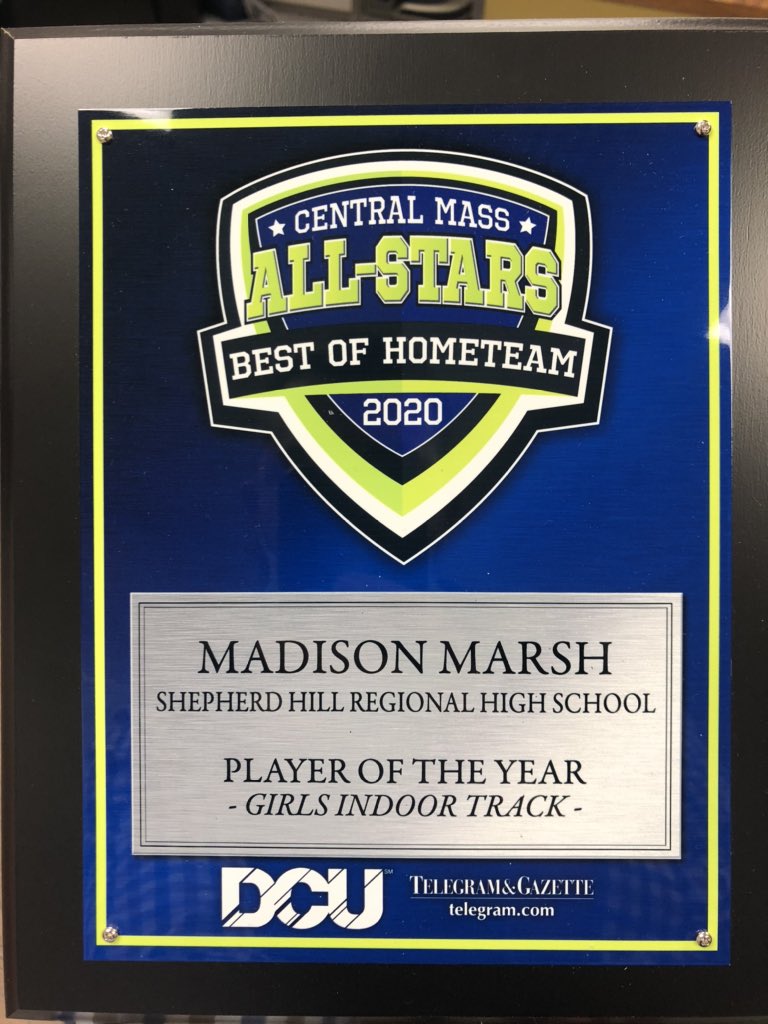 CENTRAL MASS
ALL-STARS
BEST OF HOMETEAM
2020
MADISON MARSH
SHEPHERD HILL REGIONAL HIGH SCHOOL
PLAYER OF THE YEAR
- GIRLS INDOOR TRACK -
DCU SM
TELEGRAM&GAZETTE
telegram.com